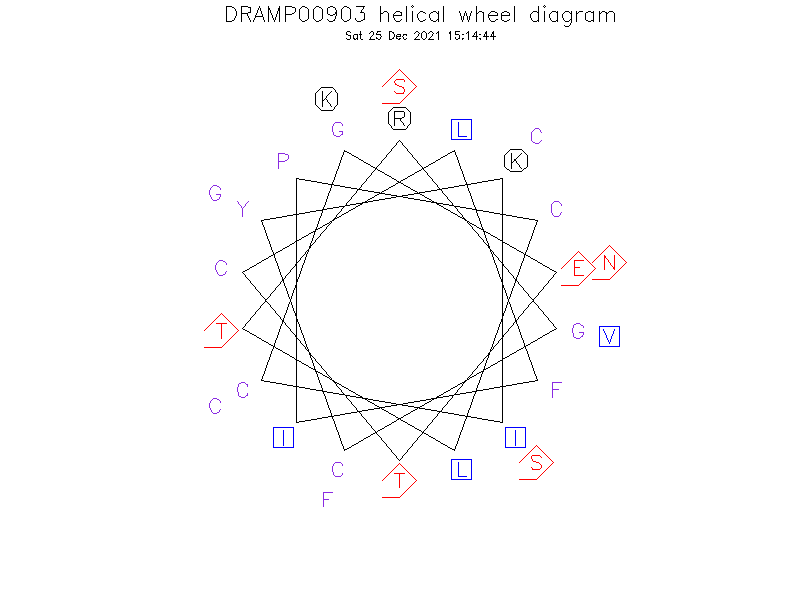 DRAMP00903 helical wheel diagram
Sat 25 Dec 2021 15:14:44
S
K
R
G
L
C
P
K
G
Y
C
C
E
N
T
G
V
C
F
C
I
I
C
L
S
T
F